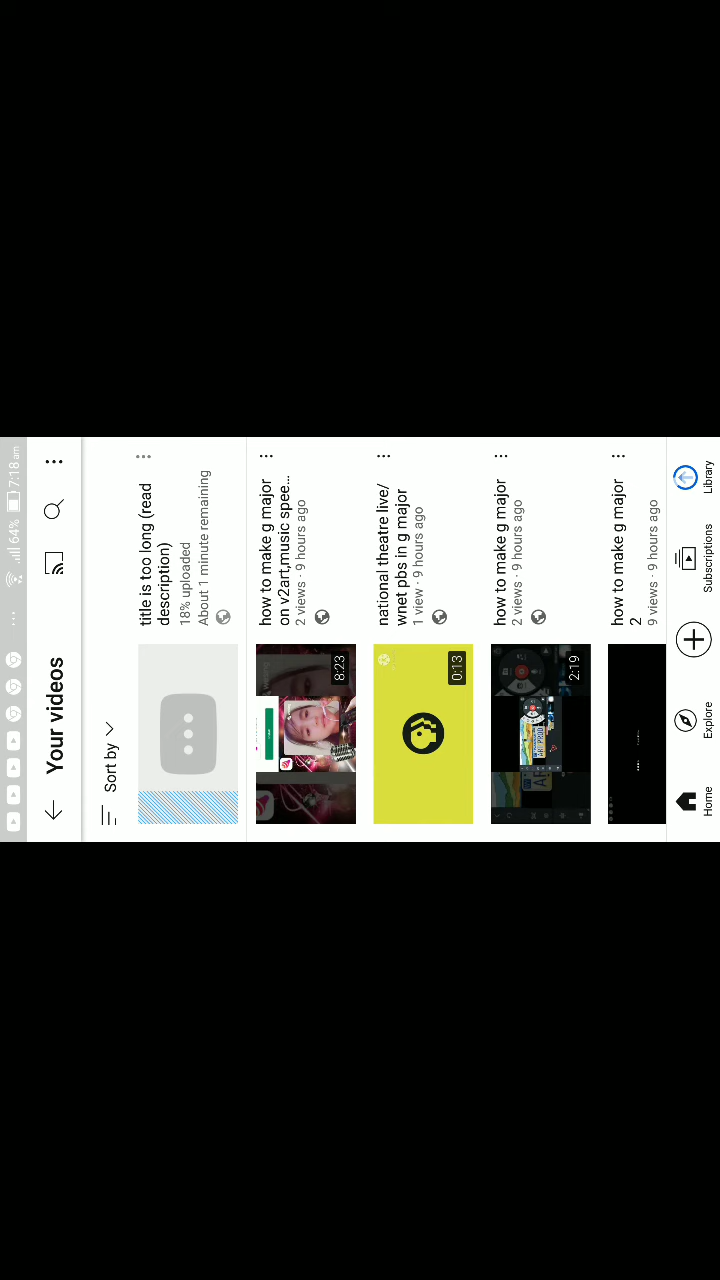 64% 7:18 am
Your videos
Sort by
title is too long (read
description)
18% uploaded
About 1 minute remaining
how to make g major
on v2art,music spee...
2 views · 9 hours ago
8:23
national theatre live/
wnet pbs in g major
1 view · 9 hours ago
0:13
how to make g major
2 views · 9 hours ago
2:19
how to make g major
2
9 views · 9 hours ago
Home
Explore
Subscriptions
Library